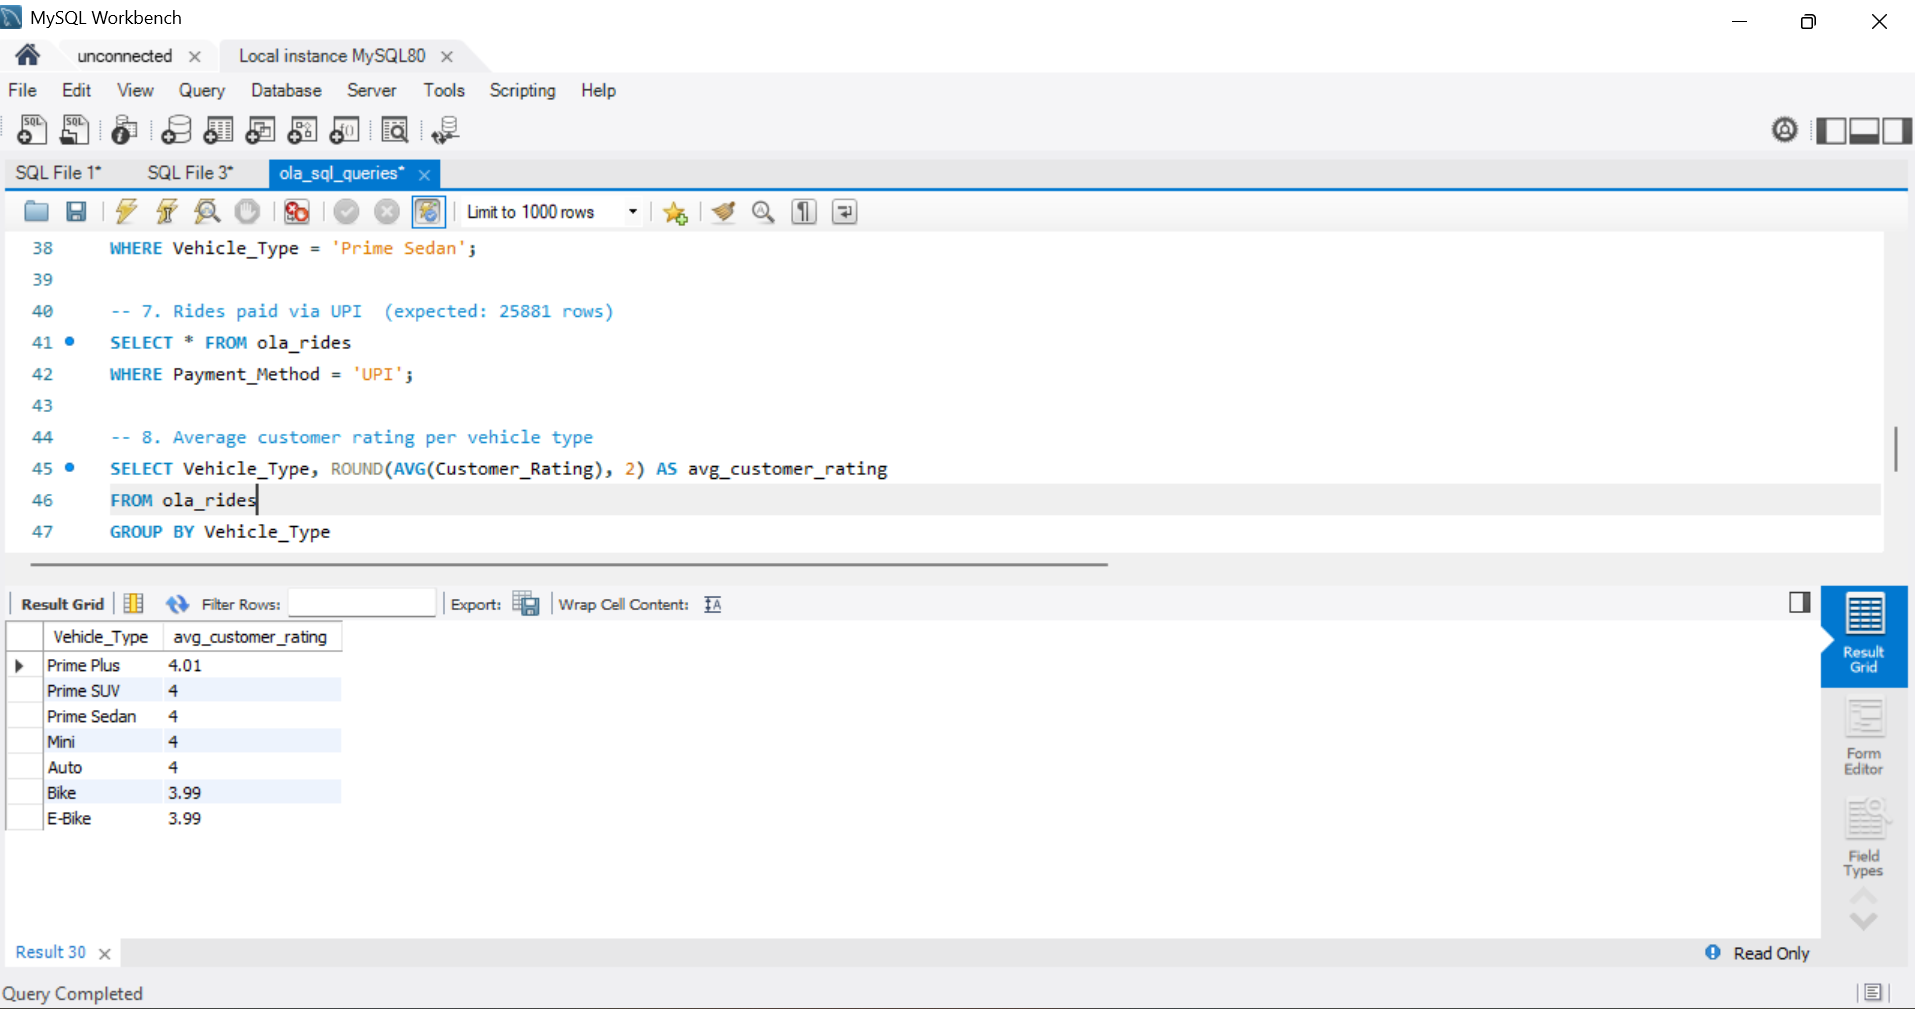 MySQL Workbench
unconnected
Local instance MySQL80
File Edit View Query Database Server Tools Scripting Help
SQL File 1*
SQL File 3*
ola_sql_queries*
Limit to 1000 rows
38 WHERE Vehicle_Type = 'Prime Sedan';
39
40 -- 7. Rides paid via UPI  (expected: 25881 rows)
41 SELECT * FROM ola_rides
42 WHERE Payment_Method = 'UPI';
43
44 -- 8. Average customer rating per vehicle type
45 SELECT Vehicle_Type, ROUND(AVG(Customer_Rating), 2) AS avg_customer_rating
46 FROM ola_rides
47 GROUP BY Vehicle_Type
Result Grid Filter Rows: Export: Wrap Cell Content:
Vehicle_Type avg_customer_rating
Prime Plus 4.01
Prime SUV 4
Prime Sedan 4
Mini 4
Auto 4
Bike 3.99
E-Bike 3.99
Result
Grid
Form
Editor
Field
Types
Result 30
Read Only
Query Completed